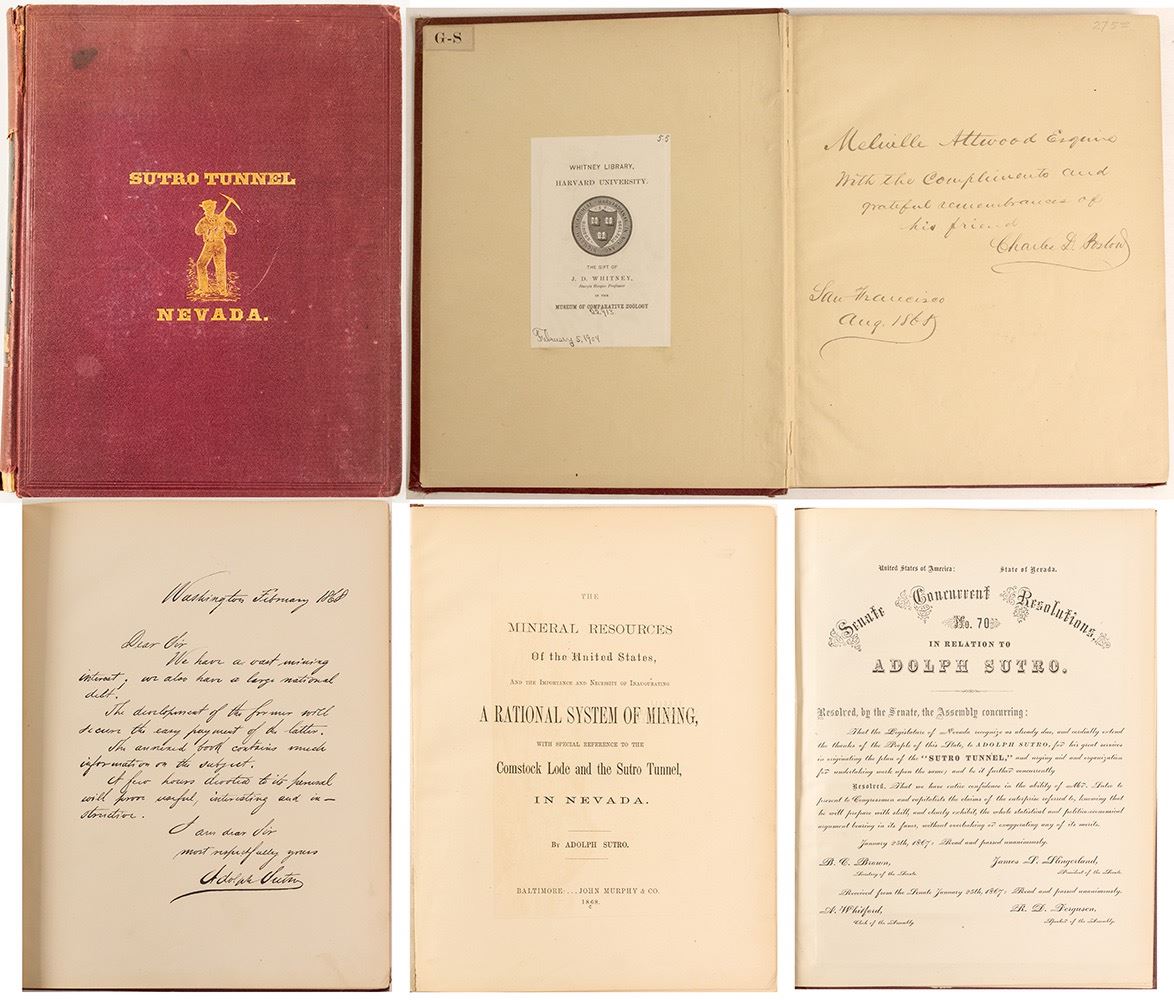 SUTRO TUNNEL
NEVADA.
G-S
55
WHITNEY LIBRARY,
HARVARD UNIVERSITY.
THE GIFT OF
J. D. WHITNEY,
Sturgis Hooper Professor
IN THE
MUSEUM OF COMPARATIVE ZOOLOGY
February 5, 1904
275
Melville Attwood Esquire
With the Compliments and
grateful remembrances of
his friend
Charles D. Poston
San Francisco
Aug. 1868
Washington February 1868
Dear Sir
We have a vast mining
interest; we also have a large national
debt.
The development of the former will
secure the easy payment of the latter.
The annexed book contains much
information on the subject.
A few hours devoted to its perusal
will prove useful, interesting and in-
structive.
I am dear Sir
most respectfully yours
Adolph Sutro
THE
MINERAL RESOURCES
Of the United States,
AND THE IMPORTANCE AND NECESSITY OF INAUGURATING
A RATIONAL SYSTEM OF MINING,
WITH SPECIAL REFERENCE TO THE
Comstock Lode and the Sutro Tunnel,
IN NEVADA.
BY ADOLPH SUTRO.
BALTIMORE: . . . JOHN MURPHY & CO.
1868.
United States of America: State of Nevada.
Senate Concurrent Resolutions,
No. 70
IN RELATION TO
ADOLPH SUTRO.
Resolved, by the Senate, the Assembly concurring:
That the Legislature of Nevada recognize as already due, and cordially extend
the thanks of the People of this State, to ADOLPH SUTRO, for his great services
in originating the plan of the "SUTRO TUNNEL," and urging aid and organization
for undertaking work upon the same; and be it further concurrently
Resolved, That we have entire confidence in the ability of Mr. Sutro to
present to Congressmen and capitalists the claims of the enterprise referred to, knowing that
he will prepare with skill, and clearly exhibit, the whole statistical and politico-economical
argument bearing in its favor, without overlooking or exaggerating any of its merits.
January 25th, 1867: Read and passed unanimously.
B. C. Brown, James S. Slingerland,
Secretary of the Senate. President of the Senate.
Received from the Senate January 25th, 1867: Read and passed unanimously.
A. Whitford, R. D. Ferguson,
Clerk of the Assembly. Speaker of the Assembly.